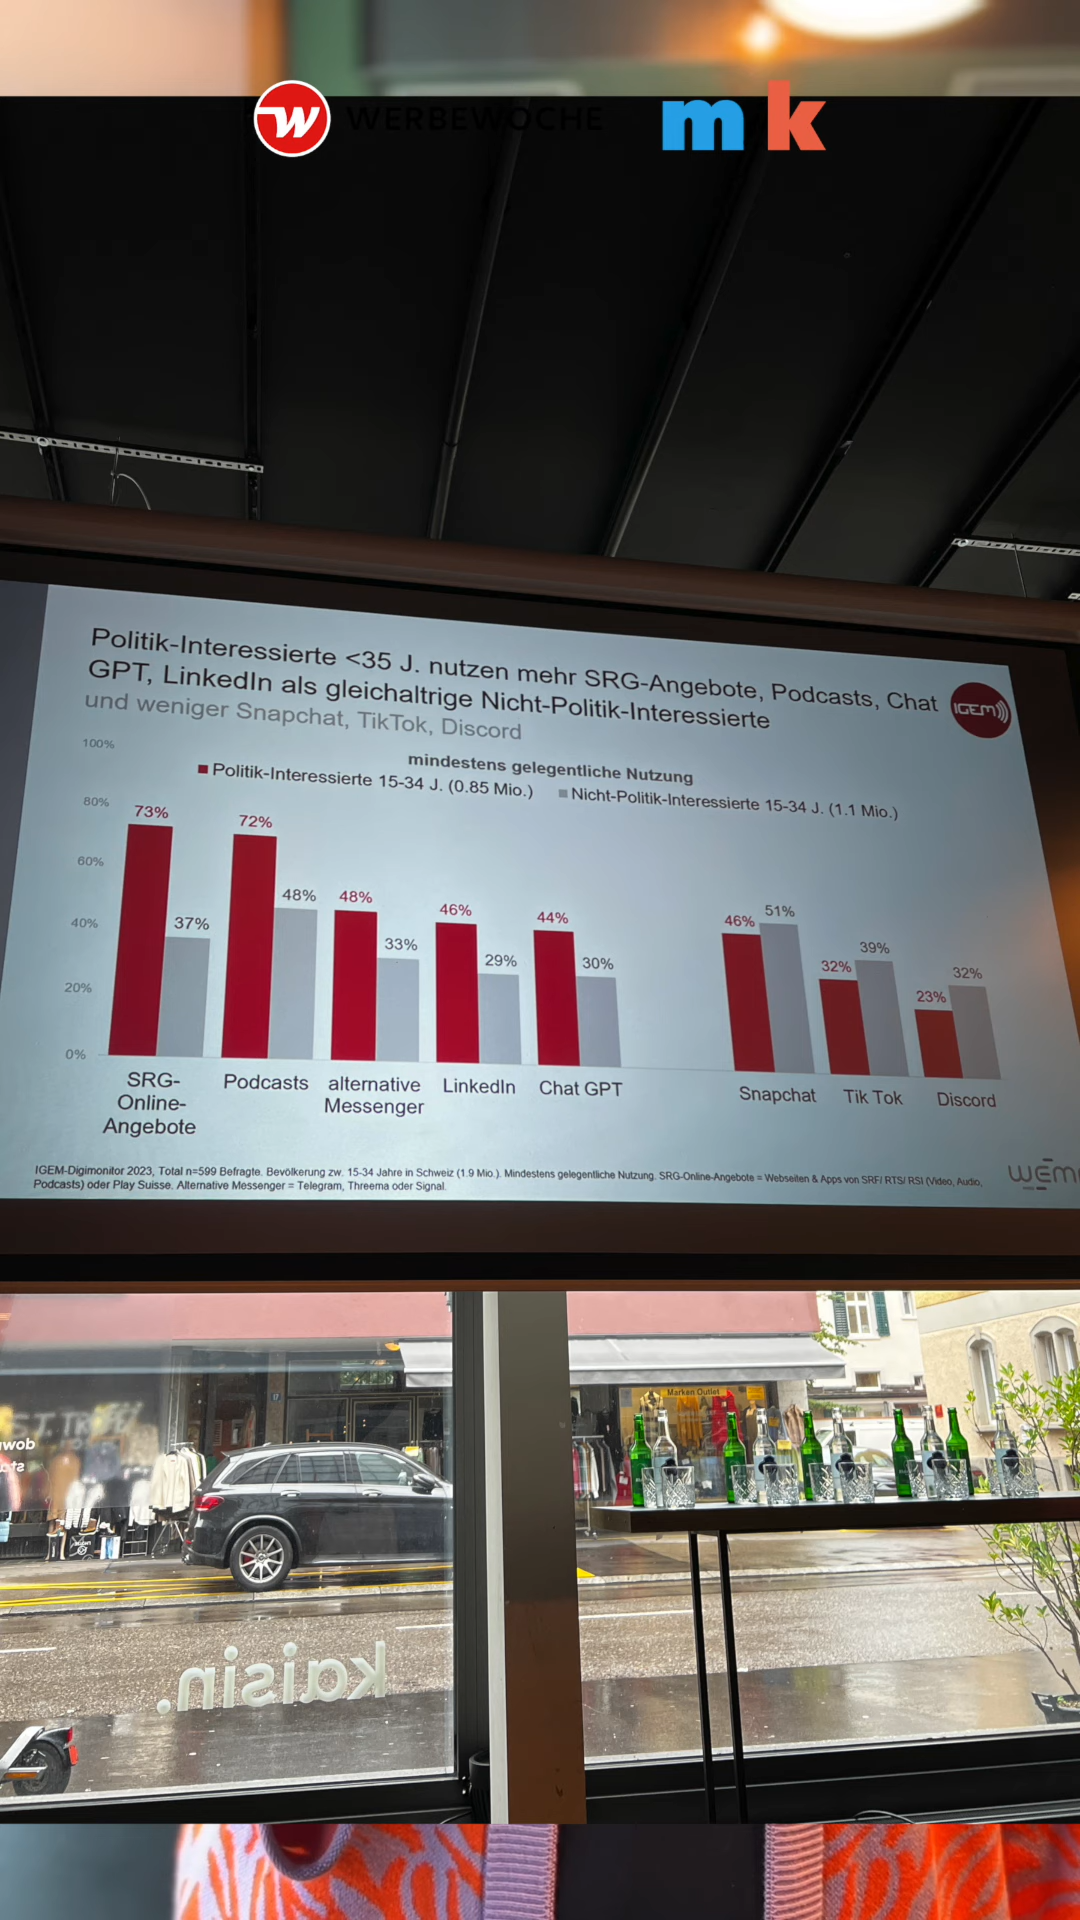 W WERBEWOCHE m k
Politik-Interessierte <35 J. nutzen mehr SRG-Angebote, Podcasts, Chat
GPT, LinkedIn als gleichaltrige Nicht-Politik-Interessierte
und weniger Snapchat, TikTok, Discord
IGEM
mindestens gelegentliche Nutzung
Politik-Interessierte 15-34 J. (0.85 Mio.) Nicht-Politik-Interessierte 15-34 J. (1.1 Mio.)
100%
80%
60%
40%
20%
0%
73% 37% 72% 48% 48% 33% 46% 29% 44% 30% 46% 51% 32% 39% 23% 32%
SRG-
Online-
Angebote
Podcasts
alternative
Messenger
LinkedIn
Chat GPT
Snapchat
Tik Tok
Discord
IGEM-Digimonitor 2023, Total n=599 Befragte. Bevölkerung zw. 15-34 Jahre in Schweiz (1.9 Mio.). Mindestens gelegentliche Nutzung. SRG-Online-Angebote = Webseiten & Apps von SRF/ RTS/ RSI (Video, Audio,
Podcasts) oder Play Suisse. Alternative Messenger = Telegram, Threema oder Signal.
Marken Outlet
17
kaisin.